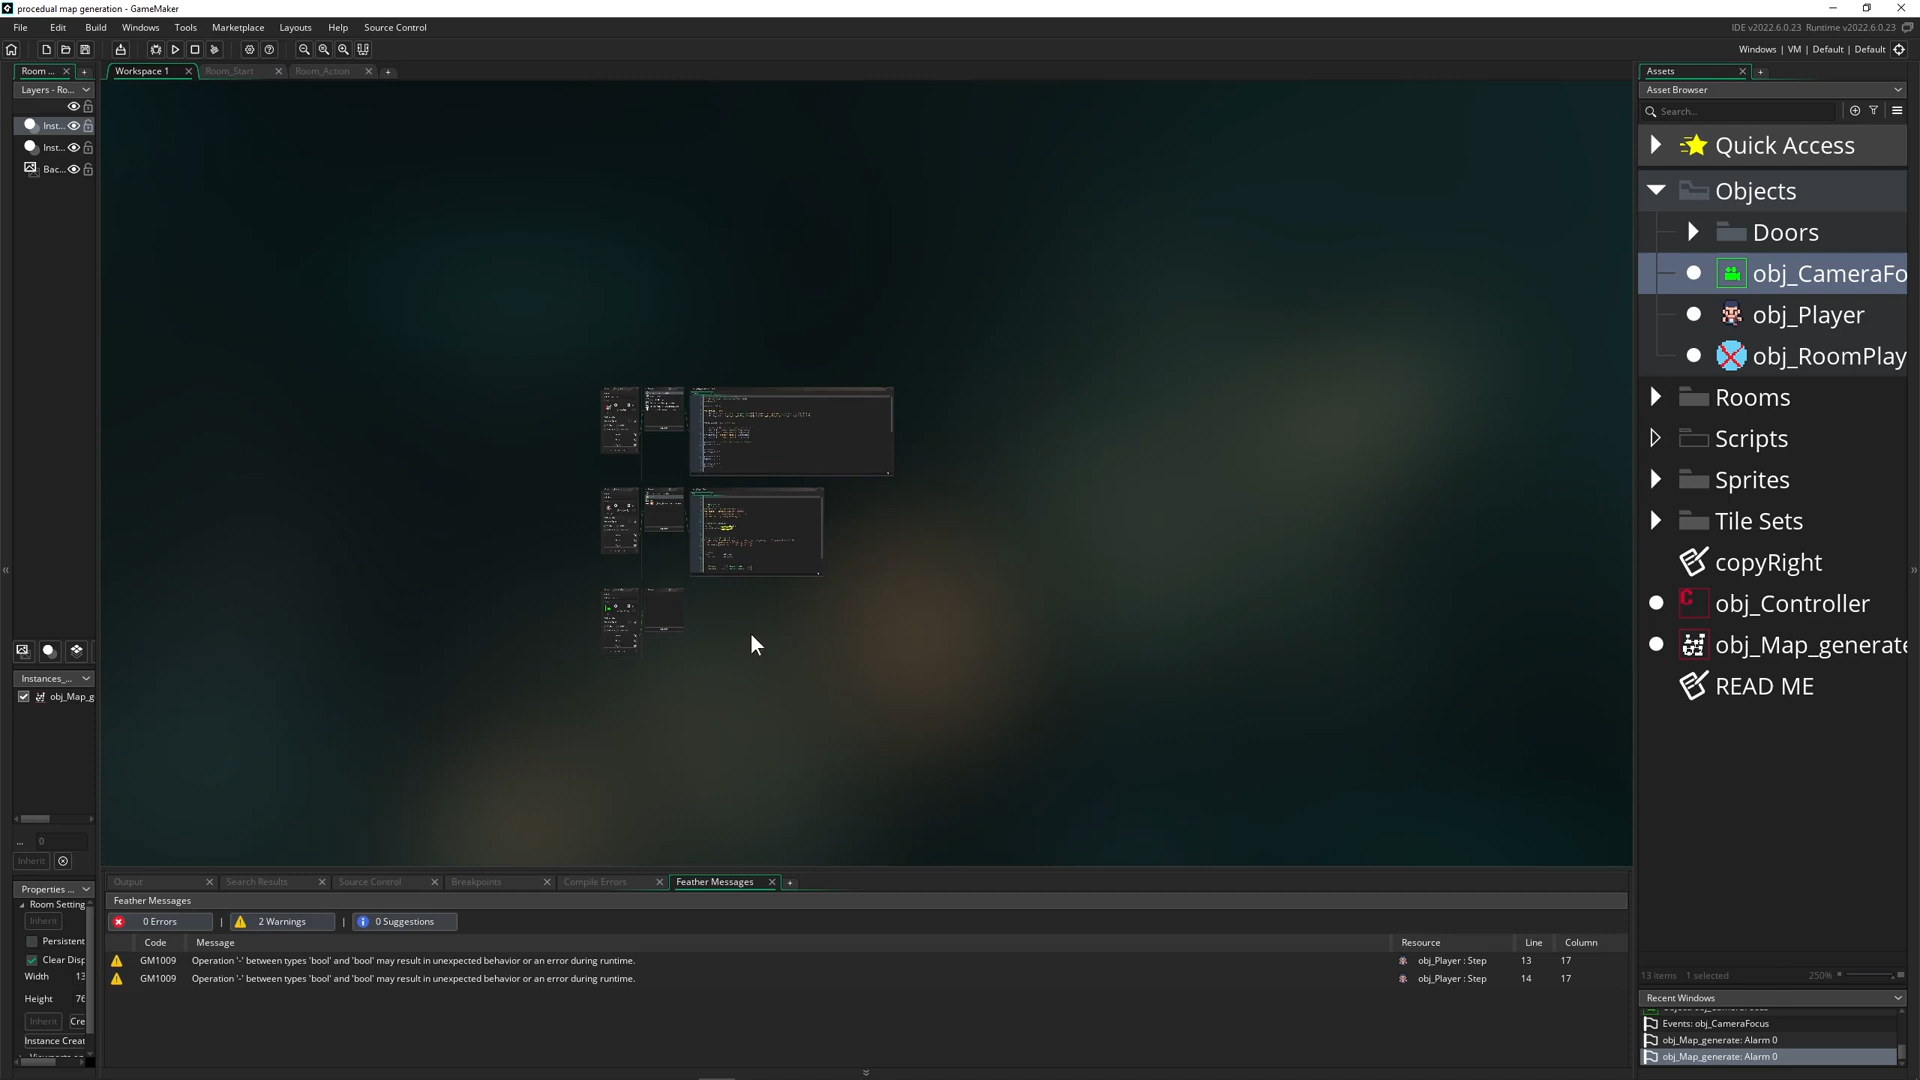 procedual map generation - GameMaker
File Edit Build Windows Tools Marketplace Layouts Help Source Control
IDE v2022.6.0.23 Runtime v2022.6.0.23
Windows | VM | Default | Default
Room ...
Workspace 1
Room_Start
Room_Action
Assets
Layers - Ro...
Asset Browser
Search...
Inst...
Inst...
Bac...
Quick Access
Objects
Doors
obj_CameraFo
obj_Player
obj_RoomPlay
Rooms
Scripts
Sprites
Tile Sets
copyRight
obj_Controller
obj_Map_generate
READ ME
Instances_...
obj_Map_g
... 0
Inherit
Properties ...
Room Setting
Inherit
Persistent
Clear Disp
Width 13
Height 76
Inherit Cre
Instance Creat
Output Search Results Source Control Breakpoints Compile Errors Feather Messages
Feather Messages
0 Errors | 2 Warnings | 0 Suggestions
Code Message Resource Line Column
GM1009 Operation '-' between types 'bool' and 'bool' may result in unexpected behavior or an error during runtime. obj_Player : Step 13 17
GM1009 Operation '-' between types 'bool' and 'bool' may result in unexpected behavior or an error during runtime. obj_Player : Step 14 17
13 items 1 selected 250%
Recent Windows
Events: obj_CameraFocus
obj_Map_generate: Alarm 0
obj_Map_generate: Alarm 0